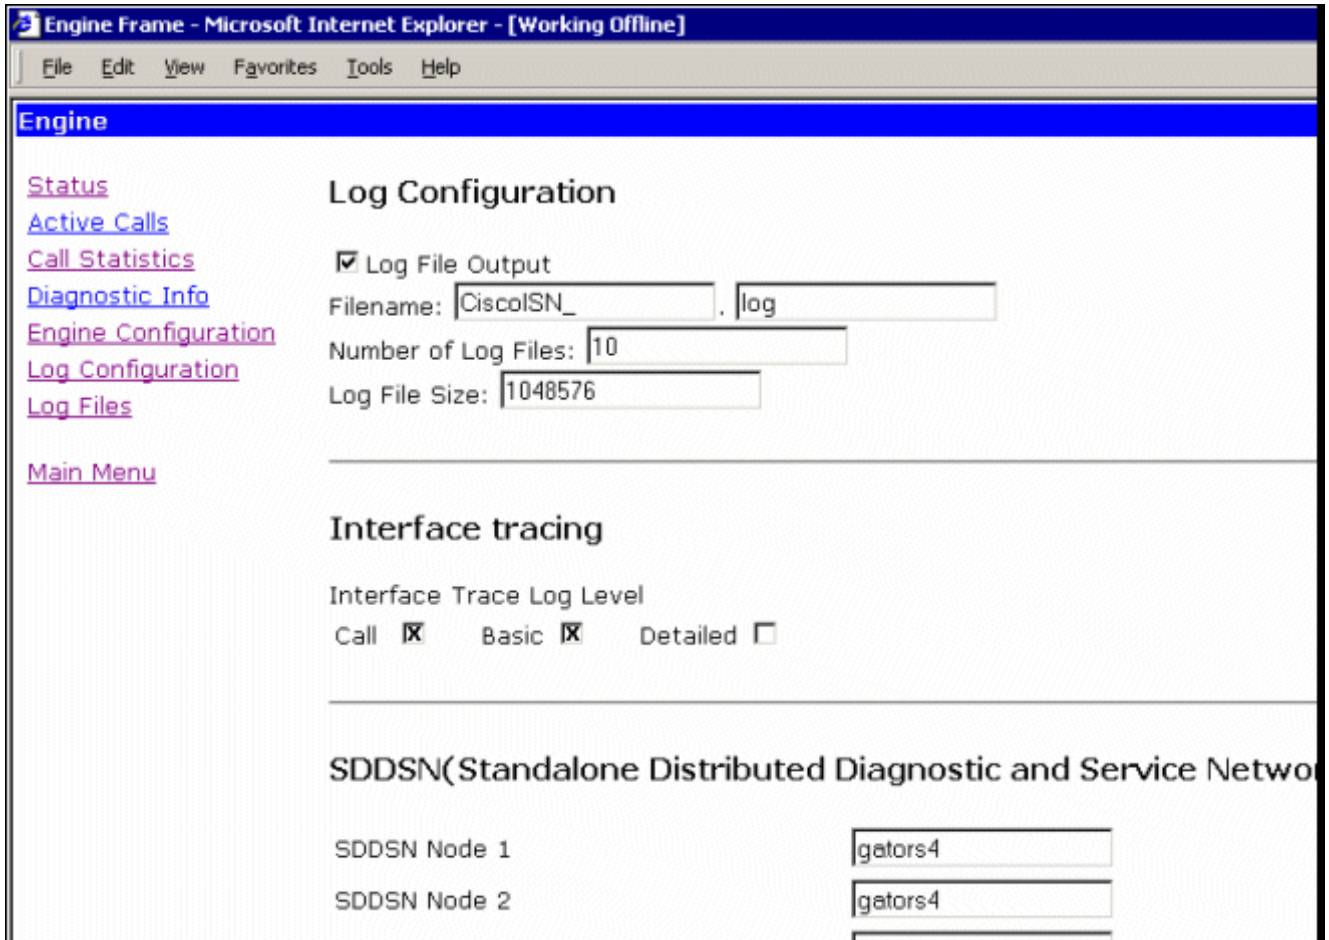 Engine Frame - Microsoft Internet Explorer - [Working Offline]
File Edit View Favorites Tools Help
Engine
Status
Active Calls
Call Statistics
Diagnostic Info
Engine Configuration
Log Configuration
Log Files
Main Menu
Log Configuration
Log File Output
Filename: CiscoISN_ . log
Number of Log Files: 10
Log File Size: 1048576
Interface tracing
Interface Trace Log Level
Call Basic Detailed
SDDSN(Standalone Distributed Diagnostic and Service Networ
SDDSN Node 1 gators4
SDDSN Node 2 gators4